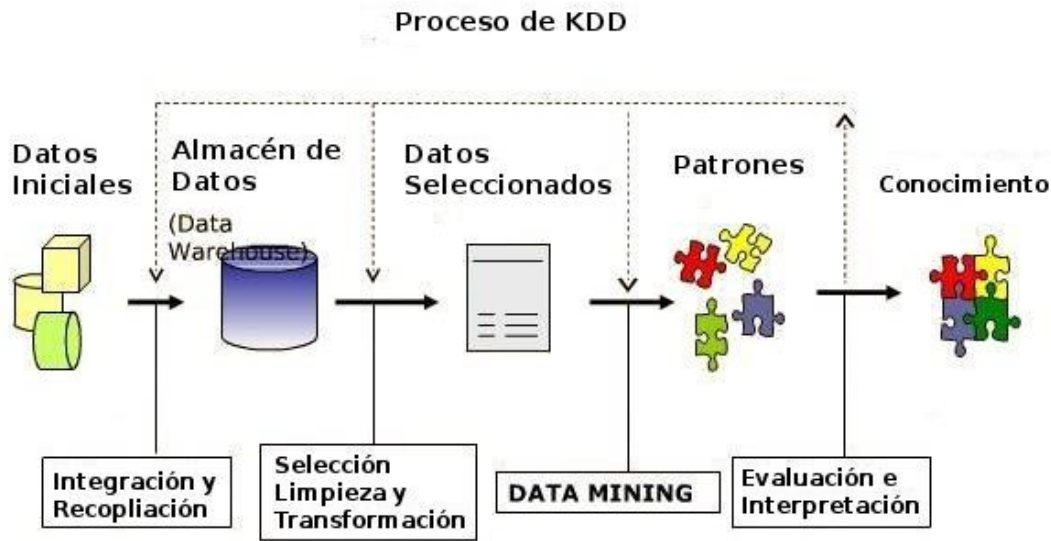 Proceso de KDD
Datos
Iniciales
Almacén de
Datos
(Data
Warehouse)
Datos
Seleccionados
Patrones
Conocimiento
Integración y
Recopliación
Selección
Limpieza y
Transformación
DATA MINING
Evaluación e
Interpretación